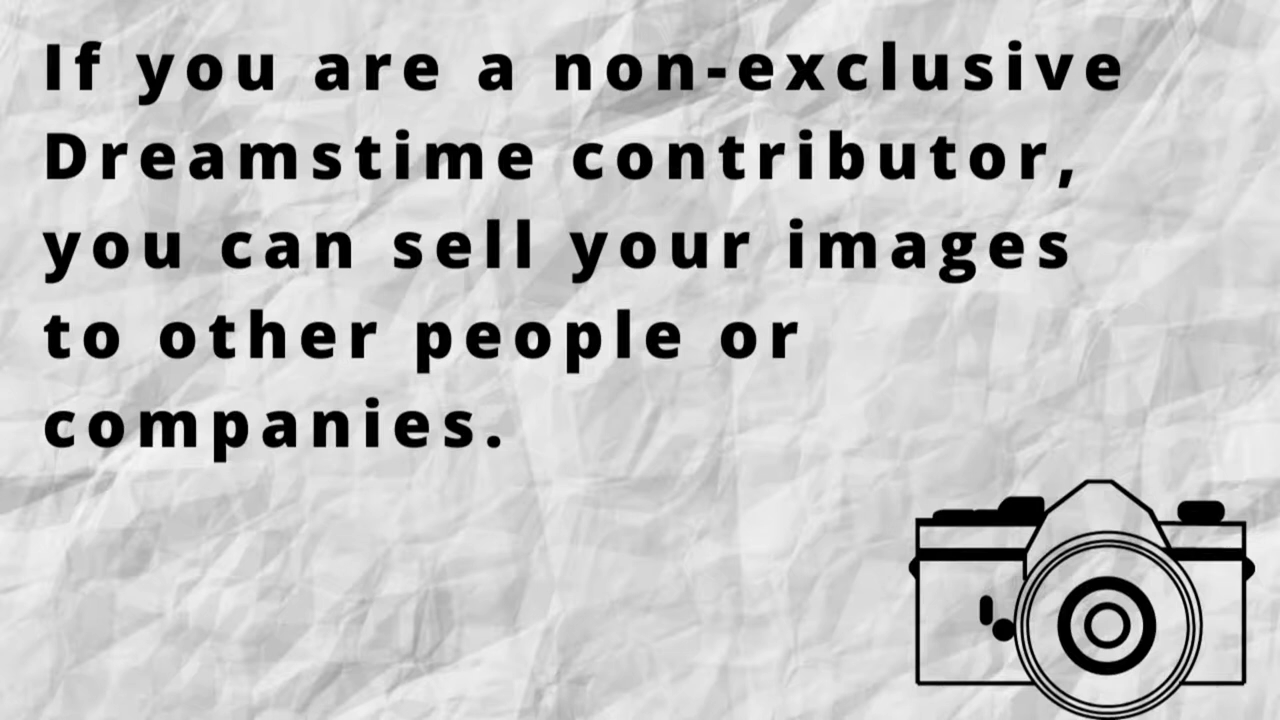 If you are a non-exclusive
Dreamstime contributor,
you can sell your images
to other people or
companies.